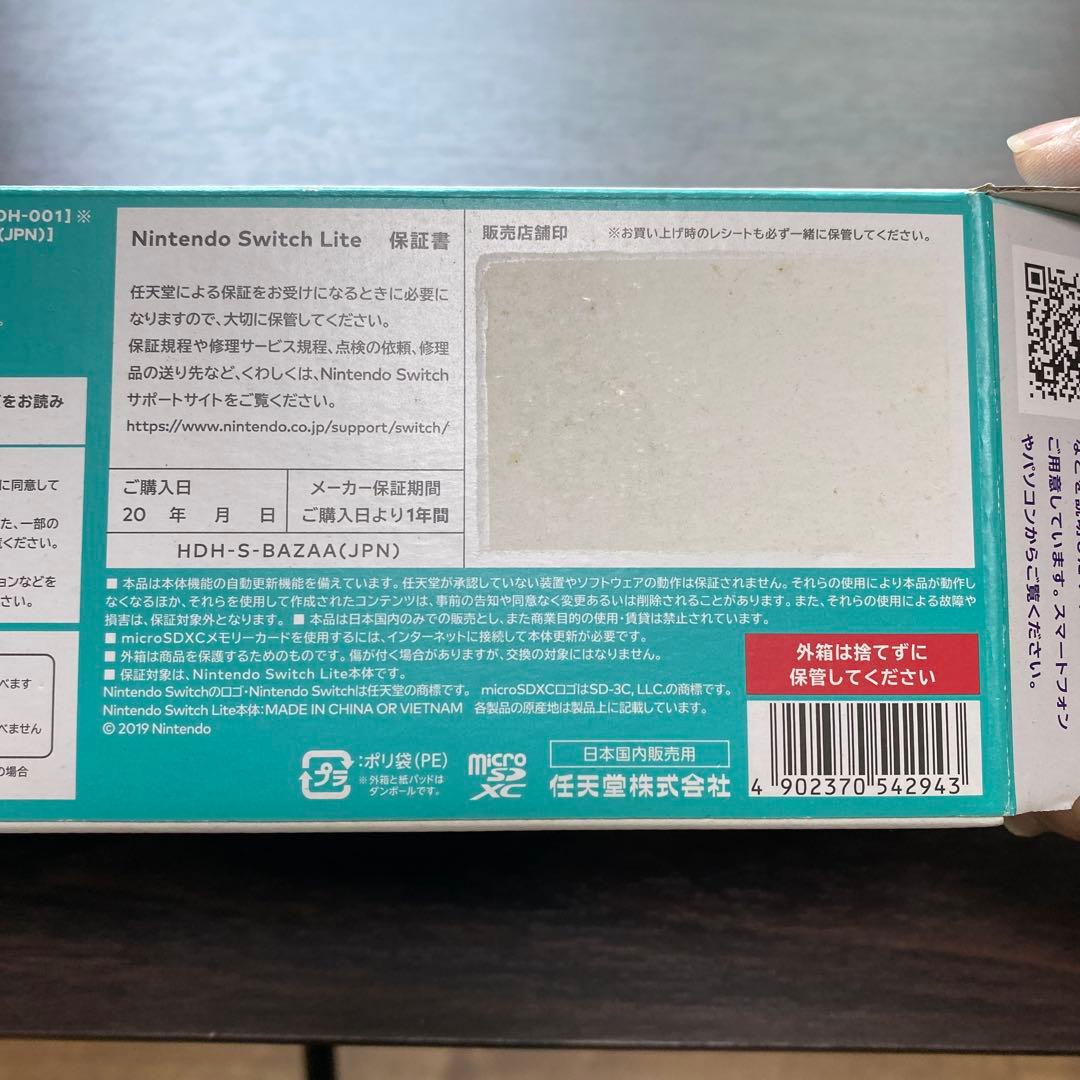 DH-001]※
(JPN)]
をお読み
に同意して
た、一部の
ください。
ョンなどを
さい。
べます
べません
の場合
Nintendo Switch Lite 保証書
任天堂による保証をお受けになるときに必要に
なりますので、大切に保管してください。
保証規程や修理サービス規程、点検の依頼、修理
品の送り先など、くわしくは、Nintendo Switch
サポートサイトをご覧ください。
https://www.nintendo.co.jp/support/switch/
ご購入日
20 年 月 日
メーカー保証期間
ご購入日より1年間
HDH-S-BAZAA(JPN)
販売店舗印 ※お買い上げ時のレシートも必ず一緒に保管してください。
■ 本品は本体機能の自動更新機能を備えています。任天堂が承認していない装置やソフトウェアの動作は保証されません。それらの使用により本品が動作し
なくなるほか、それらを使用して作成されたコンテンツは、事前の告知や同意なく変更あるいは削除されることがあります。また、それらの使用による故障や
損害は、保証対象外となります。 ■ 本品は日本国内のみでの販売とし、また商業目的の使用・賃貸は禁止されています。
■ microSDXCメモリーカードを使用するには、インターネットに接続して本体更新が必要です。
■ 外箱は商品を保護するためのものです。傷が付く場合がありますが、交換の対象にはなりません。
■ 保証対象は、Nintendo Switch Lite本体です。
Nintendo Switchのロゴ・Nintendo Switchは任天堂の商標です。 microSDXCロゴはSD-3C, LLC.の商標です。
Nintendo Switch Lite本体:MADE IN CHINA OR VIETNAM 各製品の原産地は製品上に記載しています。
© 2019 Nintendo
外箱は捨てずに
保管してください
プラ
:ポリ袋(PE)
※外箱と紙パッドは
ダンボールです。
micro
SD
XC
日本国内販売用
任天堂株式会社
4 902370 542943
ご用意しています。スマートフォン
やパソコンからご覧ください。